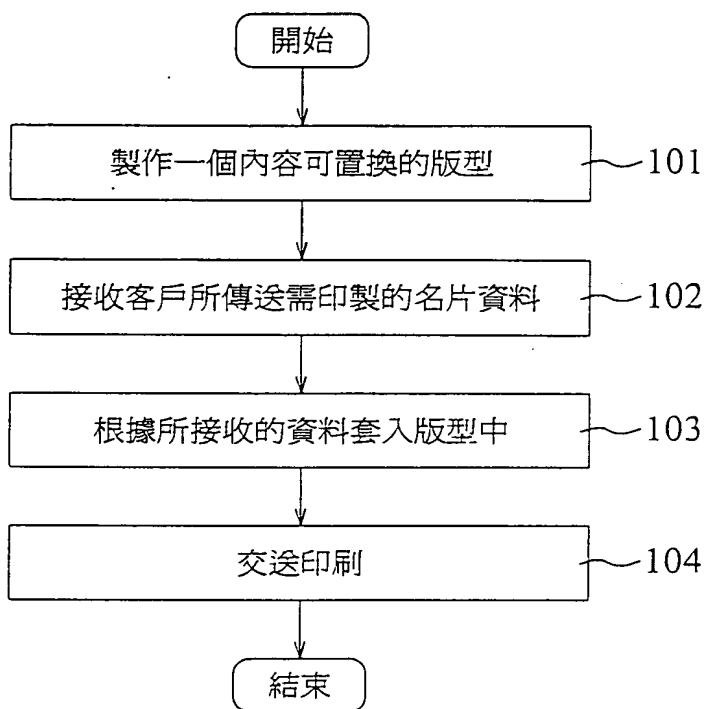 開始
製作一個內容可置換的版型
101
接收客戶所傳送需印製的名片資料
102
根據所接收的資料套入版型中
103
交送印刷
104
結束